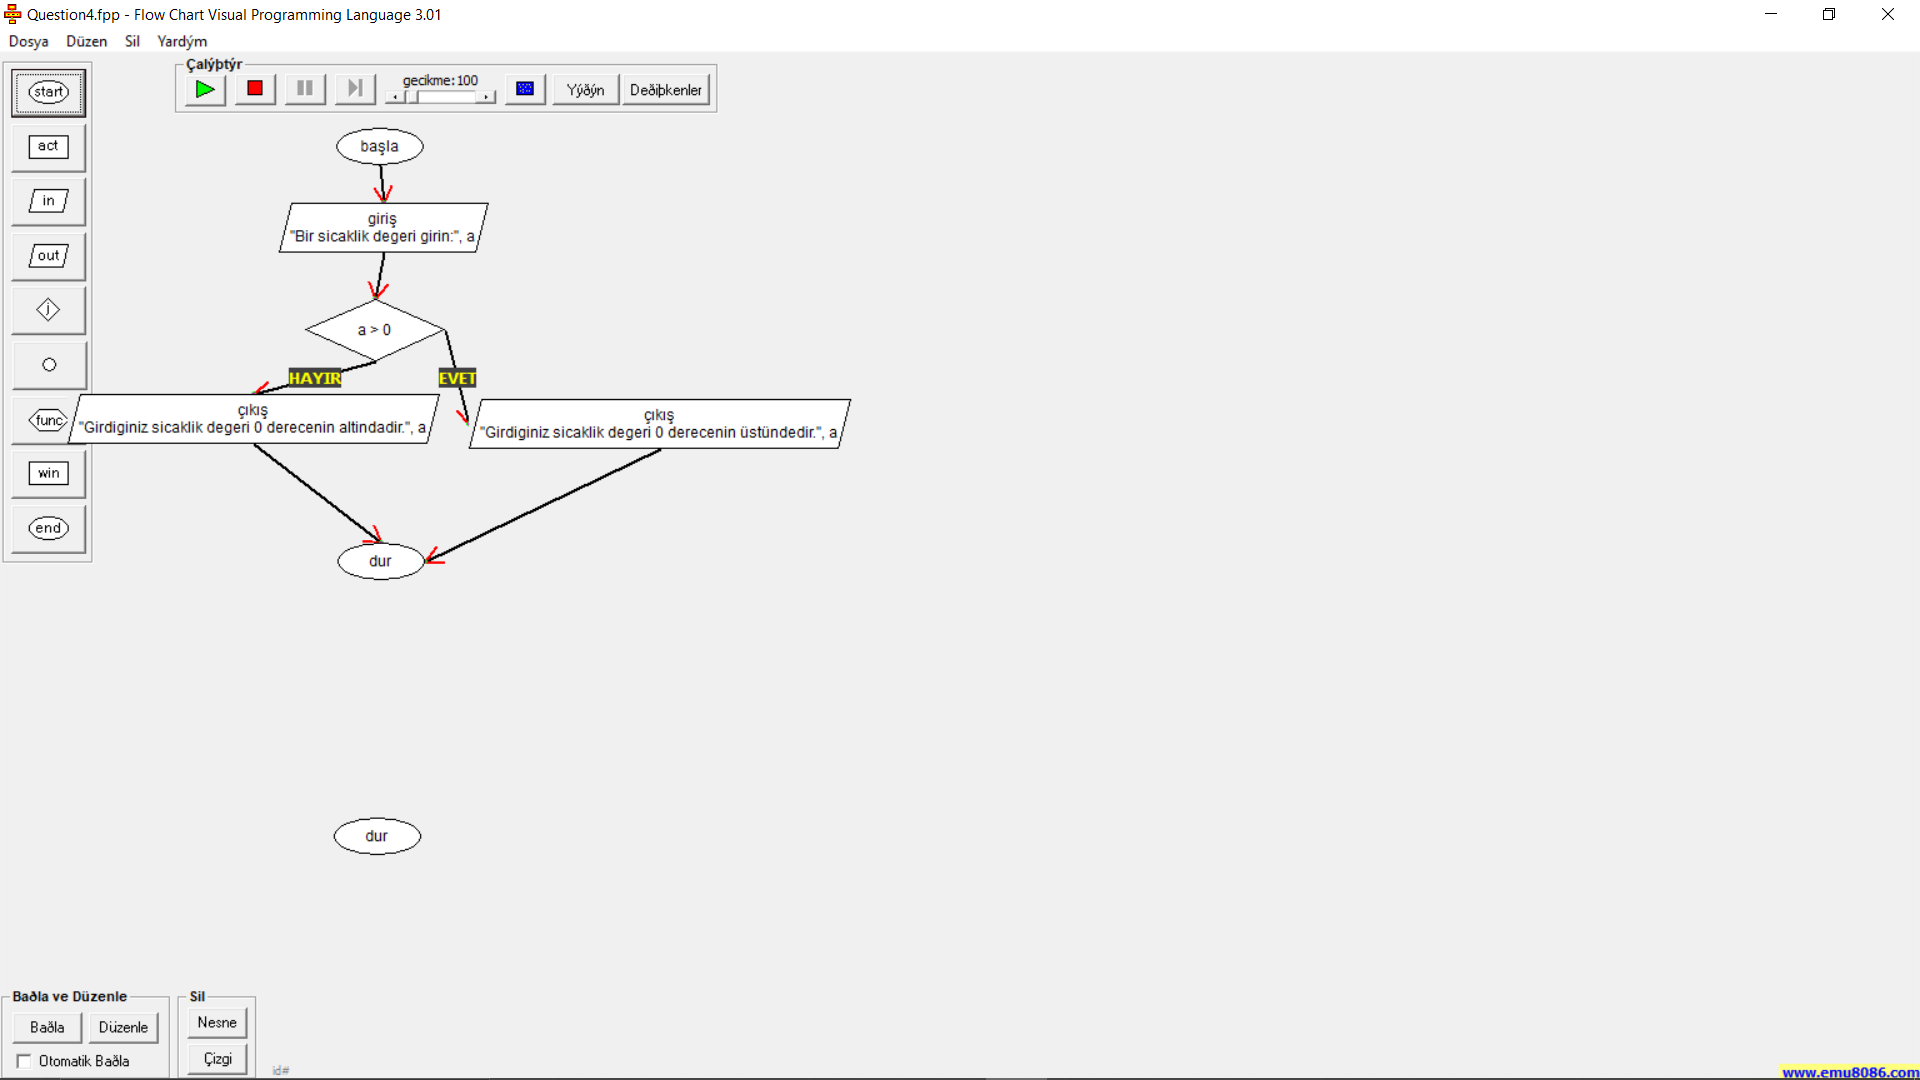 Question4.fpp - Flow Chart Visual Programming Language 3.01
Dosya Düzen Sil Yardým
Çalýþtýr
gecikme:100
Yýðýn
Deðiþkenler
start
act
in
out
j
func
win
end
başla
giriş
"Bir sicaklik degeri girin:", a
a > 0
HAYIR
EVET
çıkış
"Girdiginiz sicaklik degeri 0 derecenin altindadir.", a
çıkış
"Girdiginiz sicaklik degeri 0 derecenin üstündedir.", a
dur
dur
Baðla ve Düzenle
Baðla
Düzenle
Otomatik Baðla
Sil
Nesne
Çizgi
id#
www.emu8086.com